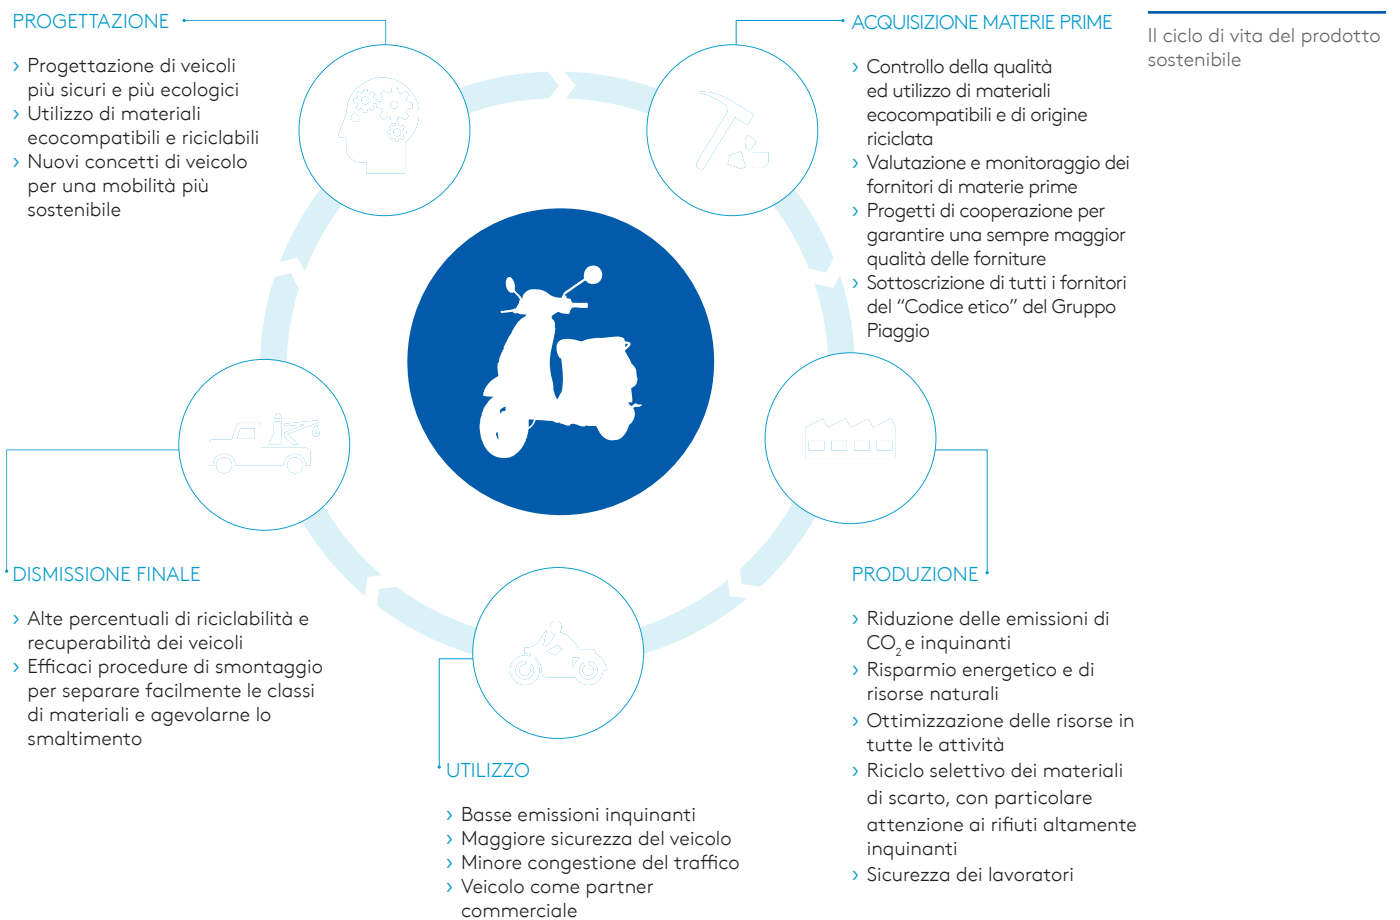 PROGETTAZIONE
› Progettazione di veicoli
più sicuri e più ecologici
› Utilizzo di materiali
ecocompatibili e riciclabili
› Nuovi concetti di veicolo
per una mobilità più
sostenibile
ACQUISIZIONE MATERIE PRIME
› Controllo della qualità
ed utilizzo di materiali
ecocompatibili e di origine
riciclata
› Valutazione e monitoraggio dei
fornitori di materie prime
› Progetti di cooperazione per
garantire una sempre maggior
qualità delle forniture
› Sottoscrizione di tutti i fornitori
del “Codice etico” del Gruppo
Piaggio
Il ciclo di vita del prodotto
sostenibile
DISMISSIONE FINALE
› Alte percentuali di riciclabilità e
recuperabilità dei veicoli
› Efficaci procedure di smontaggio
per separare facilmente le classi
di materiali e agevolarne lo
smaltimento
PRODUZIONE
› Riduzione delle emissioni di
CO₂ e inquinanti
› Risparmio energetico e di
risorse naturali
› Ottimizzazione delle risorse in
tutte le attività
› Riciclo selettivo dei materiali
di scarto, con particolare
attenzione ai rifiuti altamente
inquinanti
› Sicurezza dei lavoratori
UTILIZZO
› Basse emissioni inquinanti
› Maggiore sicurezza del veicolo
› Minore congestione del traffico
› Veicolo come partner
commerciale